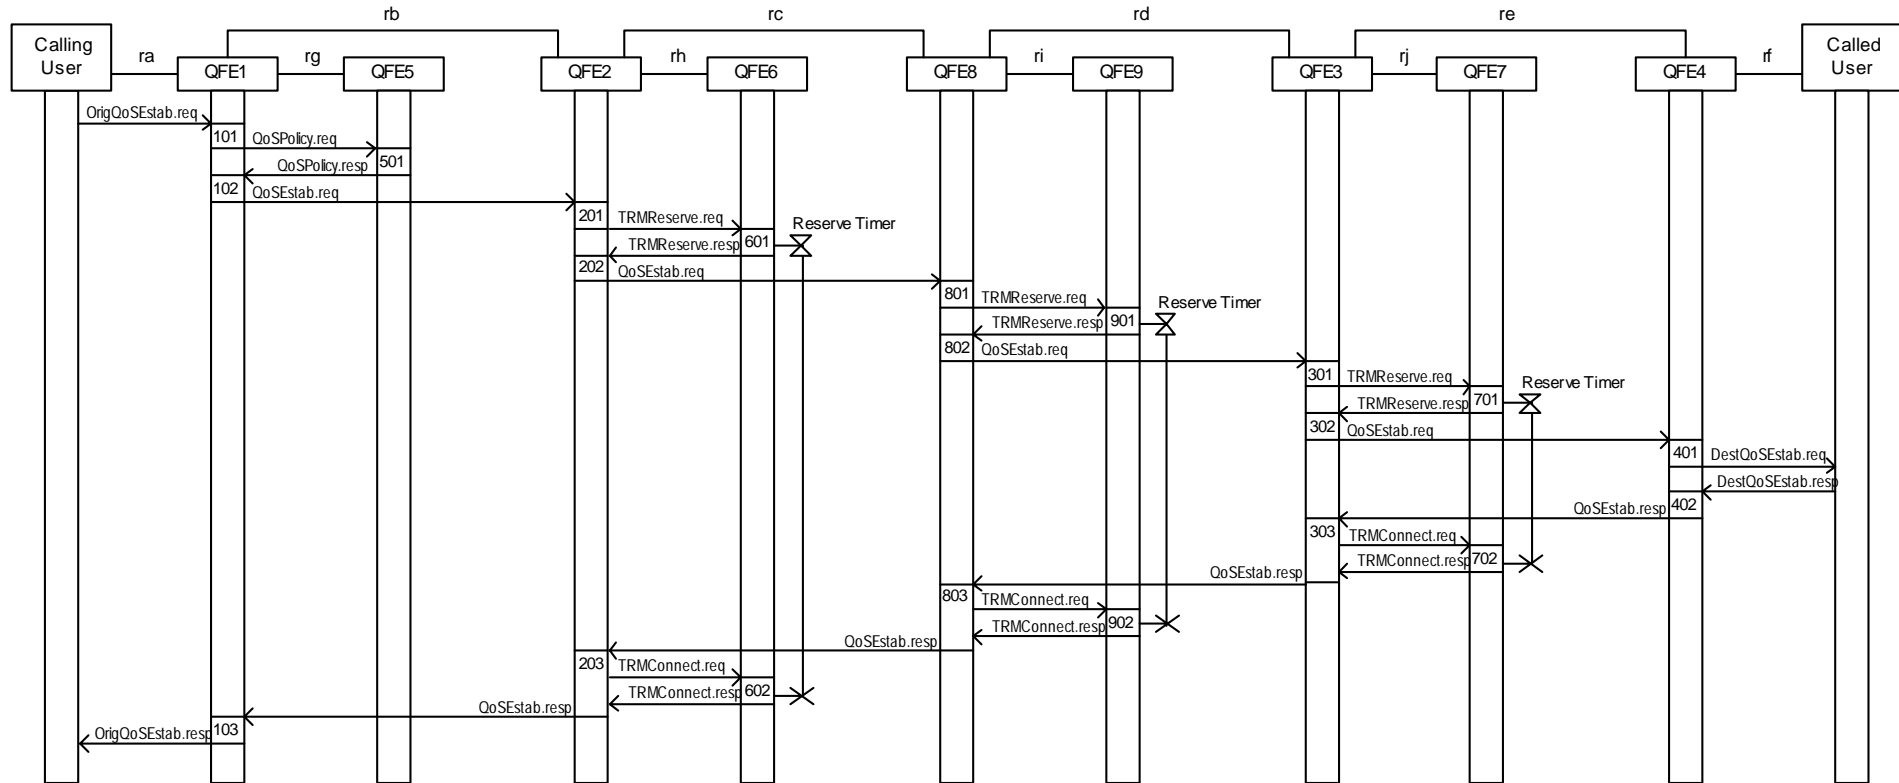 rb
rc
rd
re
Calling
User
ra
QFE1
rg
QFE5
QFE2
rh
QFE6
QFE8
ri
QFE9
QFE3
rj
QFE7
QFE4
rf
Called
User
OrigQoSEstab.req
101
QoSPolicy.req
QoSPolicy.resp
501
102
QoSEstab.req
201
TRMReserve.req
Reserve Timer
TRMReserve.resp
601
202
QoSEstab.req
801
TRMReserve.req
Reserve Timer
TRMReserve.resp
901
802
QoSEstab.req
301
TRMReserve.req
Reserve Timer
TRMReserve.resp
701
302
QoSEstab.req
401
DestQoSEstab.req
DestQoSEstab.resp
QoSEstab.resp
402
303
TRMConnect.req
TRMConnect.resp
702
QoSEstab.resp
803
TRMConnect.req
TRMConnect.resp
902
QoSEstab.resp
203
TRMConnect.req
TRMConnect.resp
602
QoSEstab.resp
OrigQoSEstab.resp
103